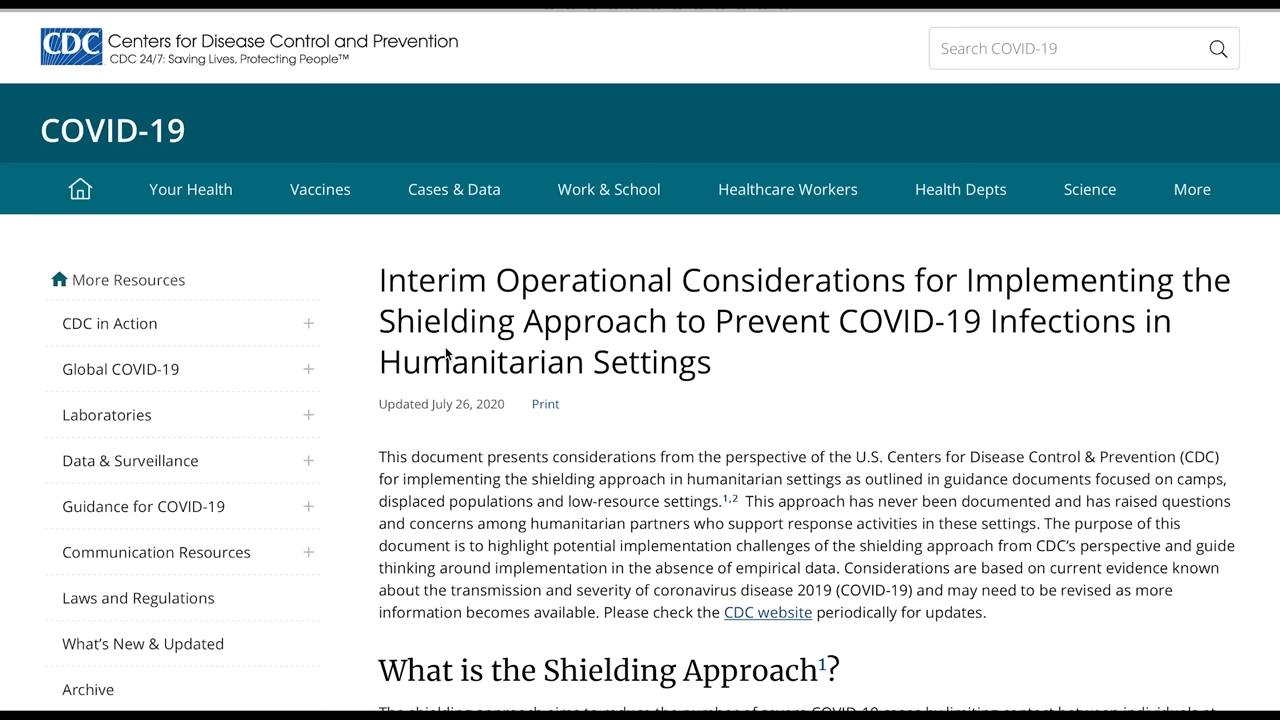 CDC Centers for Disease Control and Prevention
CDC 24/7: Saving Lives, Protecting People™
Search COVID-19
COVID-19
Your Health Vaccines Cases & Data Work & School Healthcare Workers Health Depts Science More
More Resources
CDC in Action +
Global COVID-19 +
Laboratories +
Data & Surveillance +
Guidance for COVID-19 +
Communication Resources +
Laws and Regulations
What's New & Updated
Archive
Interim Operational Considerations for Implementing the
Shielding Approach to Prevent COVID-19 Infections in
Humanitarian Settings
Updated July 26, 2020 Print
This document presents considerations from the perspective of the U.S. Centers for Disease Control & Prevention (CDC)
for implementing the shielding approach in humanitarian settings as outlined in guidance documents focused on camps,
displaced populations and low-resource settings.1,2 This approach has never been documented and has raised questions
and concerns among humanitarian partners who support response activities in these settings. The purpose of this
document is to highlight potential implementation challenges of the shielding approach from CDC's perspective and guide
thinking around implementation in the absence of empirical data. Considerations are based on current evidence known
about the transmission and severity of coronavirus disease 2019 (COVID-19) and may need to be revised as more
information becomes available. Please check the CDC website periodically for updates.
What is the Shielding Approach1?